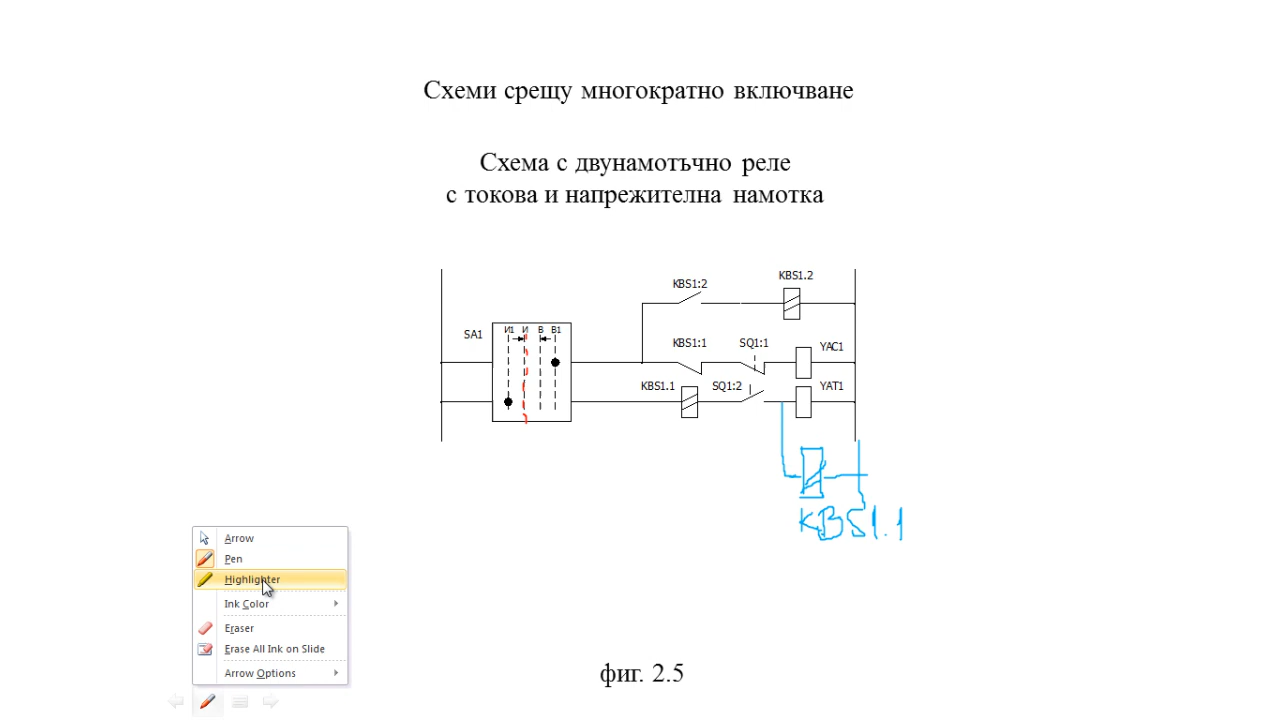 Схеми срещу многократно включване
Схема с двунамотъчно реле
с токова и напрежителна намотка
KBS1:2
KBS1.2
SA1
И1 И В В1
KBS1:1
SQ1:1
YAC1
KBS1.1
SQ1:2
YAT1
KBS1.1
Arrow
Pen
Highlighter
Ink Color
Eraser
Erase All Ink on Slide
Arrow Options
фиг. 2.5